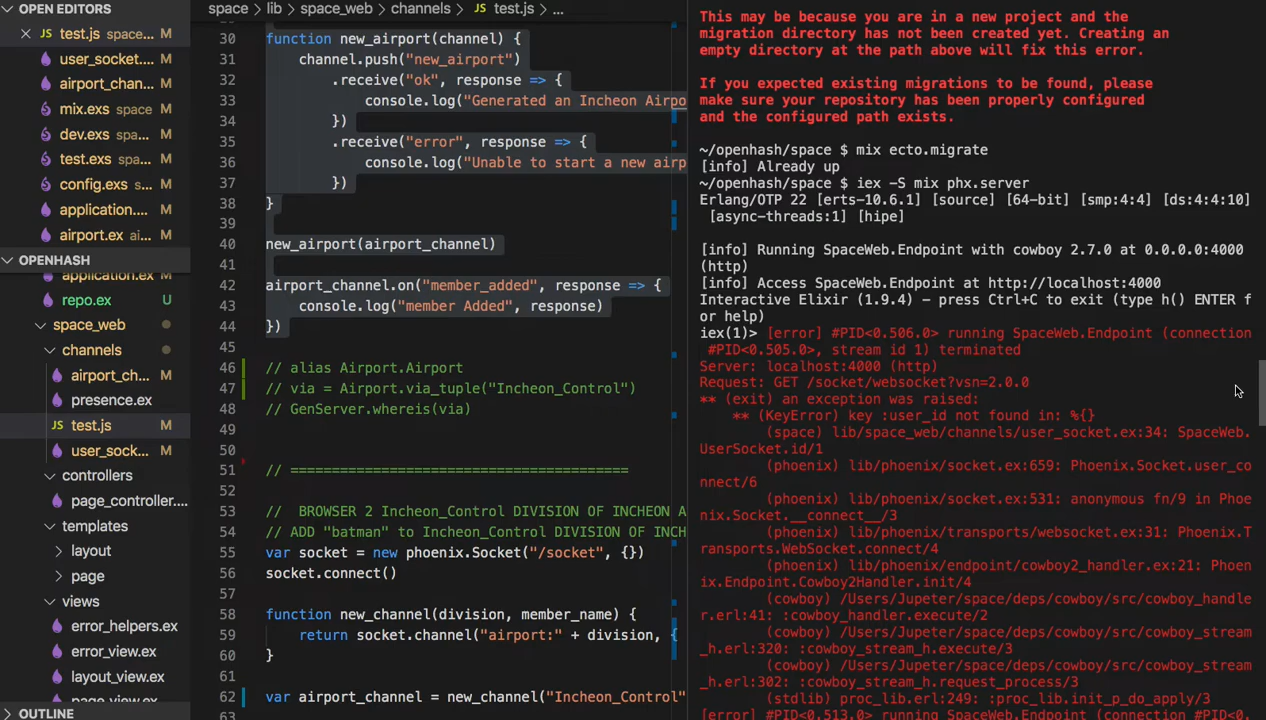 OPEN EDITORS
test.js space... M
user_socket....
M
airport_chan... M
mix.exs space M
dev.exs spa... M
test.exs spa... M
config.exs s... M
application.... M
airport.ex ai... M
OPENHASH
application.ex M
repo.ex U
space_web
channels
airport_ch... M
presence.ex
test.js M
user_sock... M
controllers
page_controller....
templates
layout
page
views
error_helpers.ex
error_view.ex
layout_view.ex
page_view.ex
OUTLINE
space > lib > space_web > channels > JS test.js > ...
30 function new_airport(channel) {
31 channel.push("new_airport")
32 .receive("ok", response => {
33 console.log("Generated an Incheon Airpo
34 })
35 .receive("error", response => {
36 console.log("Unable to start a new airp
37 })
38 }
39
40 new_airport(airport_channel)
41
42 airport_channel.on("member_added", response => {
43 console.log("member Added", response)
44 })
45
46 // alias Airport.Airport
47 // via = Airport.via_tuple("Incheon_Control")
48 // GenServer.whereis(via)
49
50
51 // =========================================
52
53 // BROWSER 2 Incheon_Control DIVISION OF INCHEON A
54 // ADD "batman" to Incheon_Control DIVISION OF INCH
55 var socket = new phoenix.Socket("/socket", {})
56 socket.connect()
57
58 function new_channel(division, member_name) {
59 return socket.channel("airport:" + division, {
60 }
61
62 var airport_channel = new_channel("Incheon_Control"
63
This may be because you are in a new project and the
migration directory has not been created yet. Creating an
empty directory at the path above will fix this error.
If you expected existing migrations to be found, please
make sure your repository has been properly configured
and the configured path exists.
~/openhash/space $ mix ecto.migrate
[info] Already up
~/openhash/space $ iex -S mix phx.server
Erlang/OTP 22 [erts-10.6.1] [source] [64-bit] [smp:4:4] [ds:4:4:10]
[async-threads:1] [hipe]
[info] Running SpaceWeb.Endpoint with cowboy 2.7.0 at 0.0.0.0:4000
(http)
[info] Access SpaceWeb.Endpoint at http://localhost:4000
Interactive Elixir (1.9.4) - press Ctrl+C to exit (type h() ENTER f
or help)
iex(1)> [error] #PID<0.506.0> running SpaceWeb.Endpoint (connection
#PID<0.505.0>, stream id 1) terminated
Server: localhost:4000 (http)
Request: GET /socket/websocket?vsn=2.0.0
** (exit) an exception was raised:
** (KeyError) key :user_id not found in: %{}
(space) lib/space_web/channels/user_socket.ex:34: SpaceWeb.
UserSocket.id/1
(phoenix) lib/phoenix/socket.ex:659: Phoenix.Socket.user_co
nnect/6
(phoenix) lib/phoenix/socket.ex:531: anonymous fn/9 in Phoe
nix.Socket.__connect__/3
(phoenix) lib/phoenix/transports/websocket.ex:31: Phoenix.T
ransports.WebSocket.connect/4
(phoenix) lib/phoenix/endpoint/cowboy2_handler.ex:21: Phoen
ix.Endpoint.Cowboy2Handler.init/4
(cowboy) /Users/Jupeter/space/deps/cowboy/src/cowboy_handle
r.erl:41: :cowboy_handler.execute/2
(cowboy) /Users/Jupeter/space/deps/cowboy/src/cowboy_stream
_h.erl:320: :cowboy_stream_h.execute/3
(cowboy) /Users/Jupeter/space/deps/cowboy/src/cowboy_stream
_h.erl:302: :cowboy_stream_h.request_process/3
(stdlib) proc_lib.erl:249: :proc_lib.init_p_do_apply/3
[error] #PID<0.513.0> running SpaceWeb.Endpoint (connection #PID<0.